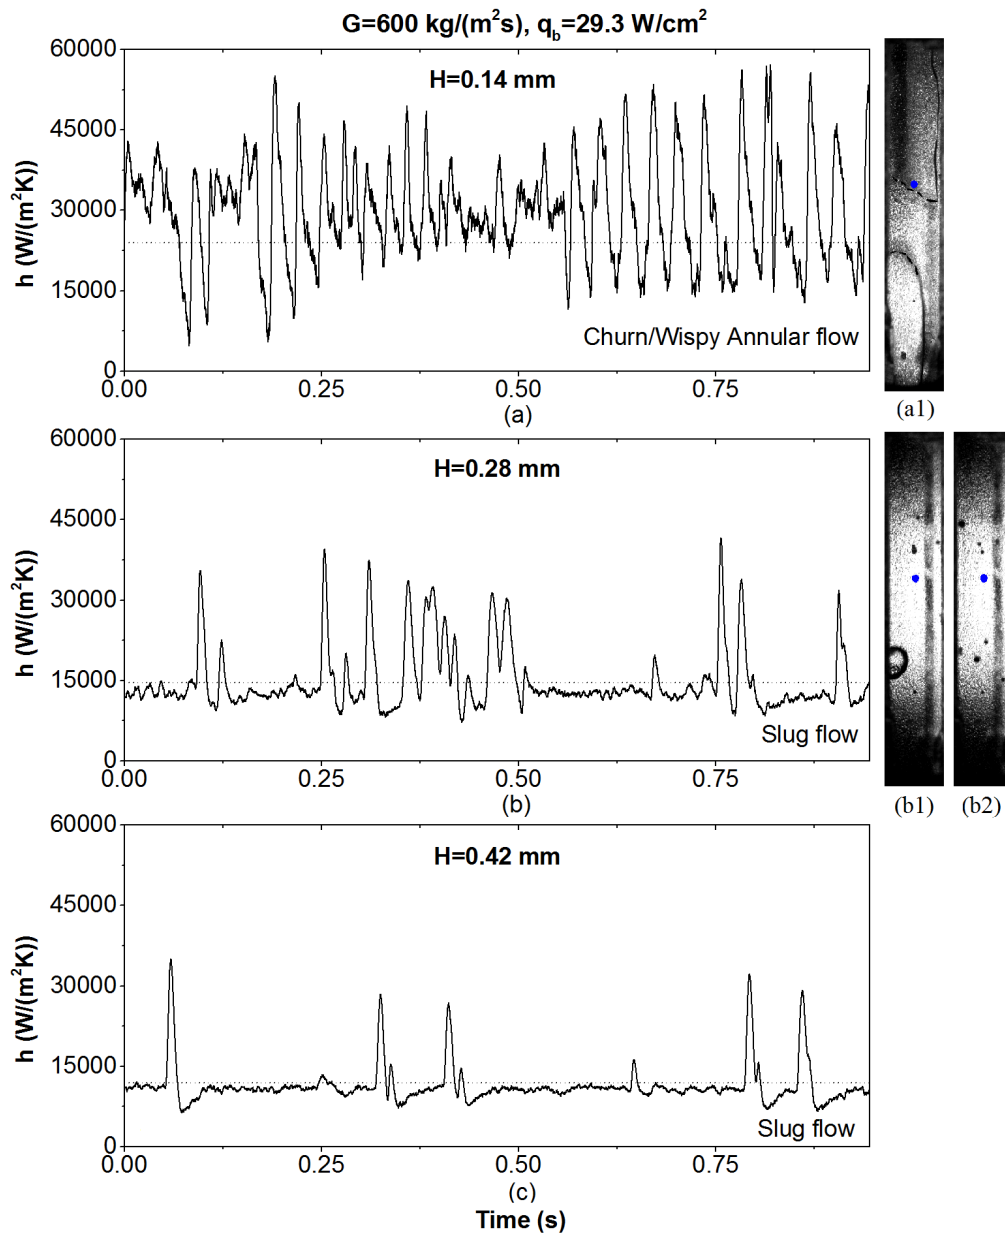 G=600 kg/(m²s), q_b=29.3 W/cm²
60000
45000
30000
15000
0
h (W/(m²K))
H=0.14 mm
Churn/Wispy Annular flow
0.00 0.25 0.50 0.75
(a)
(a1)
60000
45000
30000
15000
0
h (W/(m²K))
H=0.28 mm
Slug flow
0.00 0.25 0.50 0.75
(b)
(b1) (b2)
60000
45000
30000
15000
0
h (W/(m²K))
H=0.42 mm
Slug flow
0.00 0.25 0.50 0.75
(c)
Time (s)